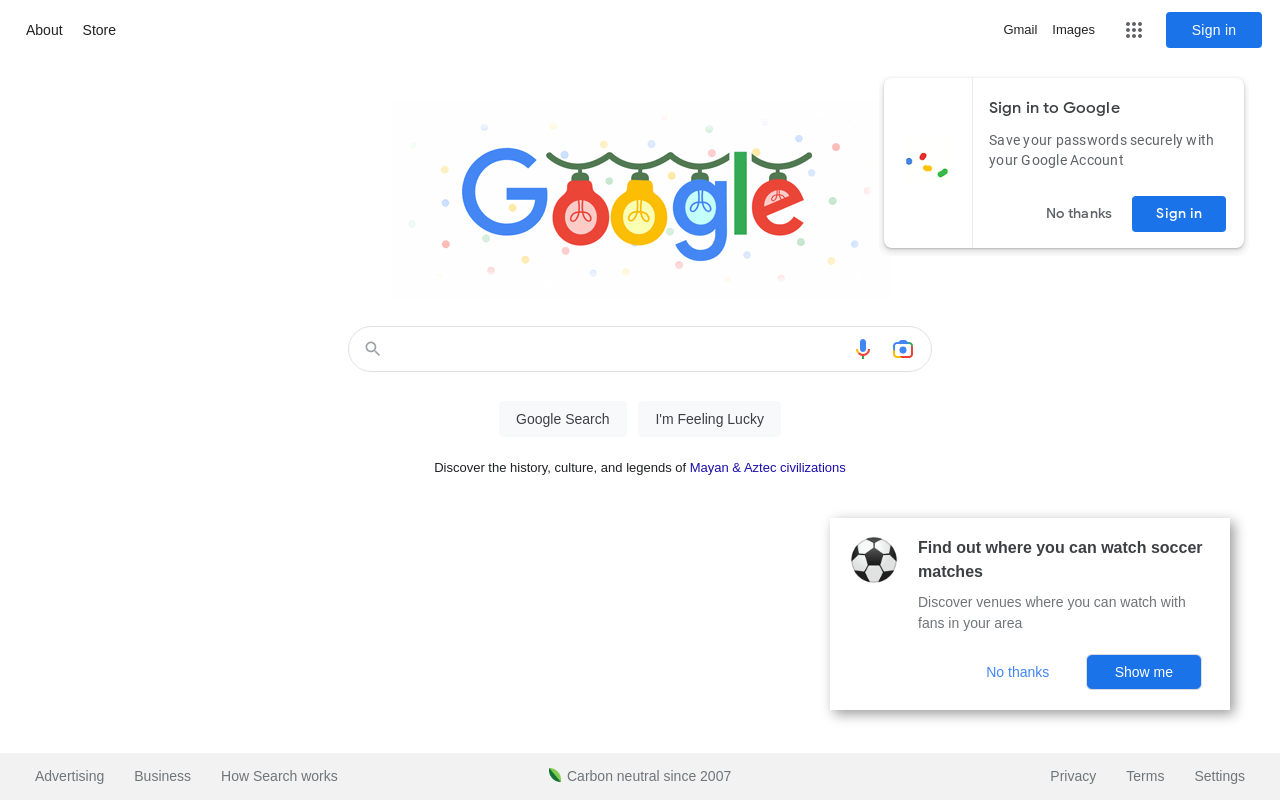 About Store
Gmail Images Sign in
Google
Sign in to Google
Save your passwords securely with
your Google Account
No thanks Sign in
Google Search I'm Feeling Lucky
Discover the history, culture, and legends of Mayan & Aztec civilizations
Find out where you can watch soccer
matches
Discover venues where you can watch with
fans in your area
No thanks Show me
Advertising Business How Search works Carbon neutral since 2007 Privacy Terms Settings